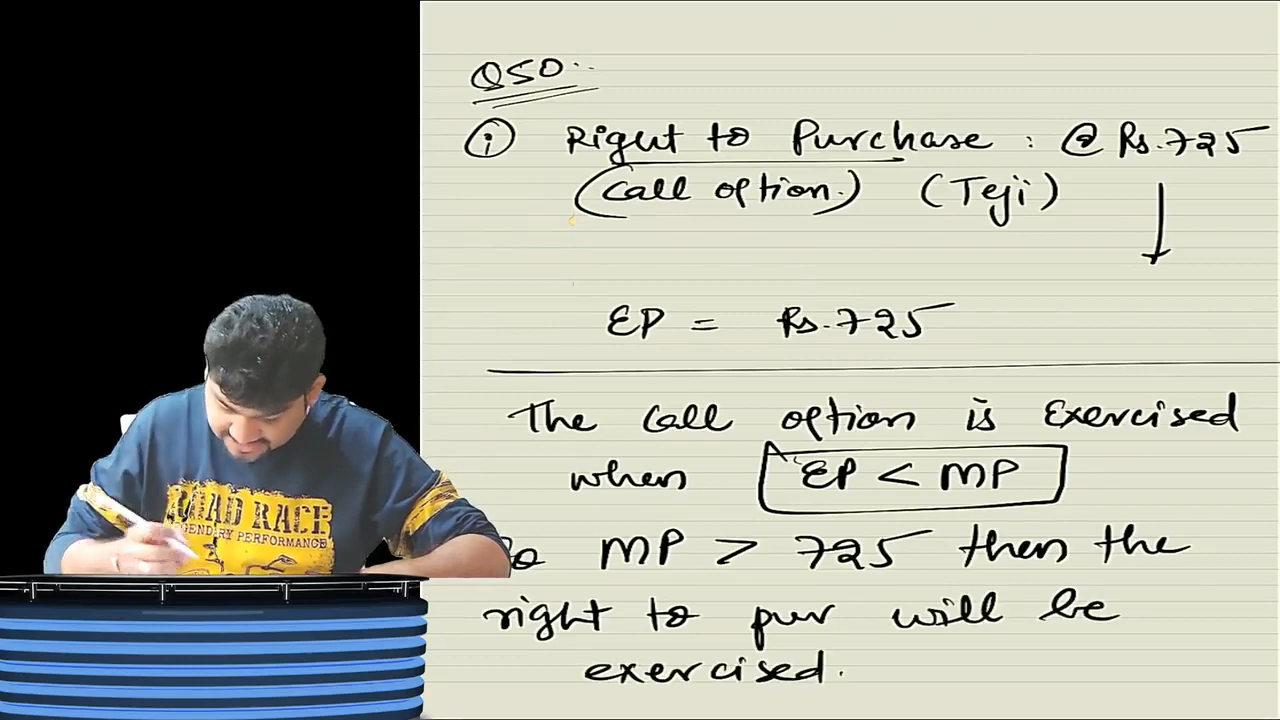 Q50..
(i) Right to Purchase : @ Rs.725
(Call option.) (Teji)
EP = Rs.725
The Call option is Exercised
when EP < MP
MP > 725 then the
right to pur will be
exercised.
ROAD RACE
LEGENDARY PERFORMANCE